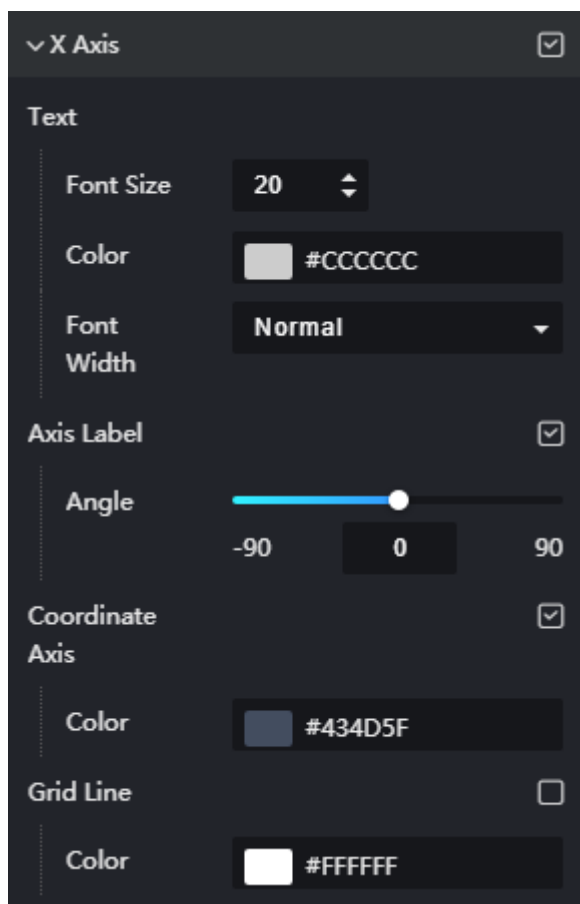 X Axis
Text
Font Size 20
Color #CCCCCC
Font Width Normal
Axis Label
Angle
-90 0 90
Coordinate Axis
Color #434D5F
Grid Line
Color #FFFFFF